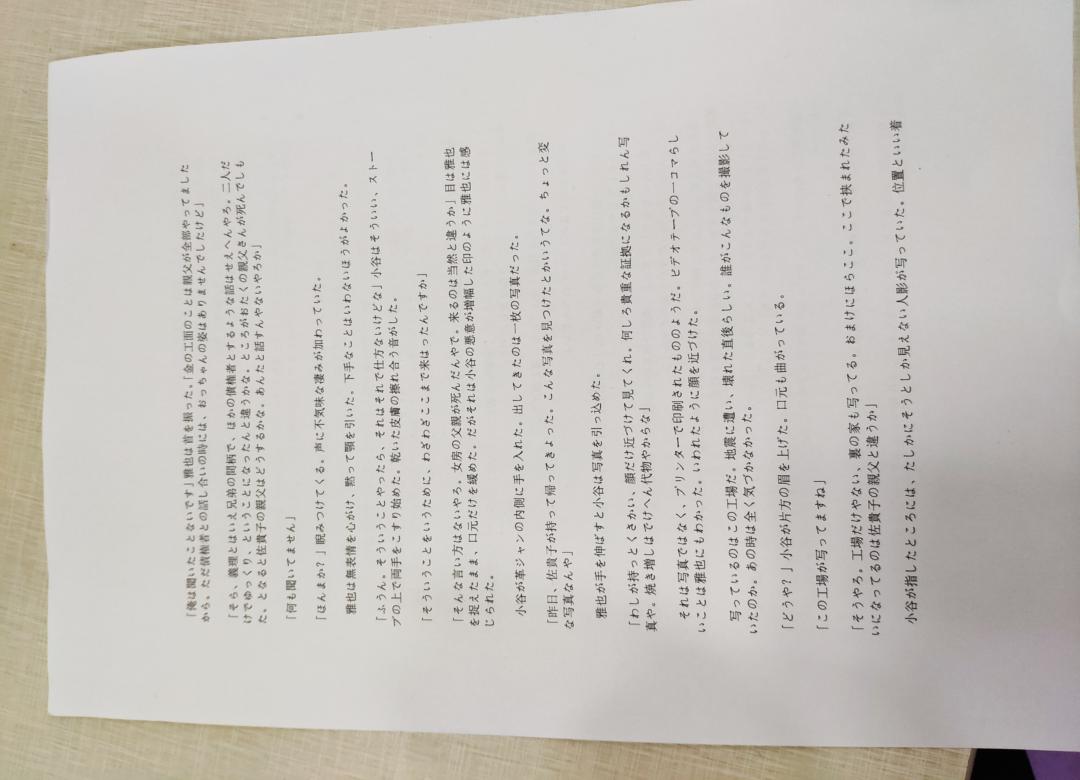 「俺は聞いたことないです」雅也は首を振った。「金の工面のことは親父が全部やってました
から。ただ債権者との話し合いの時には、おっちゃんの姿はありませんでしたけど」
「そら、義理とはいえ兄弟の間柄で、ほかの債権者とするような話はせえへんやろ。二人だ
けでゆっくり、ということになったんと違うかな。ところがおたくの親父さんが死んでしも
た。となると佐貴子の親父はどうするかな。あんたと話すんやないやろか」
「何も聞いてません」
「ほんまか？」睨みつけてくる。声に不気味な凄みが加わっていた。
雅也は無表情を心がけ、黙って顎を引いた。下手なことはいわないほうがよかった。
「ふうん。そういうことやったら、それはそれで仕方ないけどな」小谷はそういい、ストー
ブの上で両手をこすり始めた。乾いた皮膚の擦れ合う音がした。
「そういうことをいうために、わざわざここまで来はったんですか」
「そんな言い方はないやろ。女房の父親が死んだんやで。来るのは当然と違うか」目は雅也
を捉えたまま、口元だけを緩めた。だがそれは小谷の悪意が増幅した印のように雅也には感
じられた。
小谷が革ジャンの内側に手を入れた。出してきたのは一枚の写真だった。
「昨日、佐貴子が持って帰ってきよった。こんな写真を見つけたとかいうてな。ちょっと変
な写真なんや」
雅也が手を伸ばすと小谷は写真を引っ込めた。
「わしが持っとくさかい、顔だけ近づけて見てくれ。何しろ貴重な証拠になるかもしれん写
真や。焼き増しはでけへん代物やからな」
それは写真ではなく、プリンターで印刷されたもののようだ。ビデオテープの一コマらし
いことは雅也にもわかった。いわれたように顔を近づけた。
写っているのはこの工場だ。地震に遭い、壊れた直後らしい。誰がこんなものを撮影して
いたのか。あの時は全く気づかなかった。
「どうや？」小谷が片方の眉を上げた。口元も曲がっている。
「この工場が写ってますね」
「そうやろ。工場だけやない、裏の家も写ってる。おまけにほらここ。ここで挟まれたみた
いになってるのは佐貴子の親父と違うか」
小谷が指したところには、たしかにそうとしか見えない人影が写っていた。位置といい着